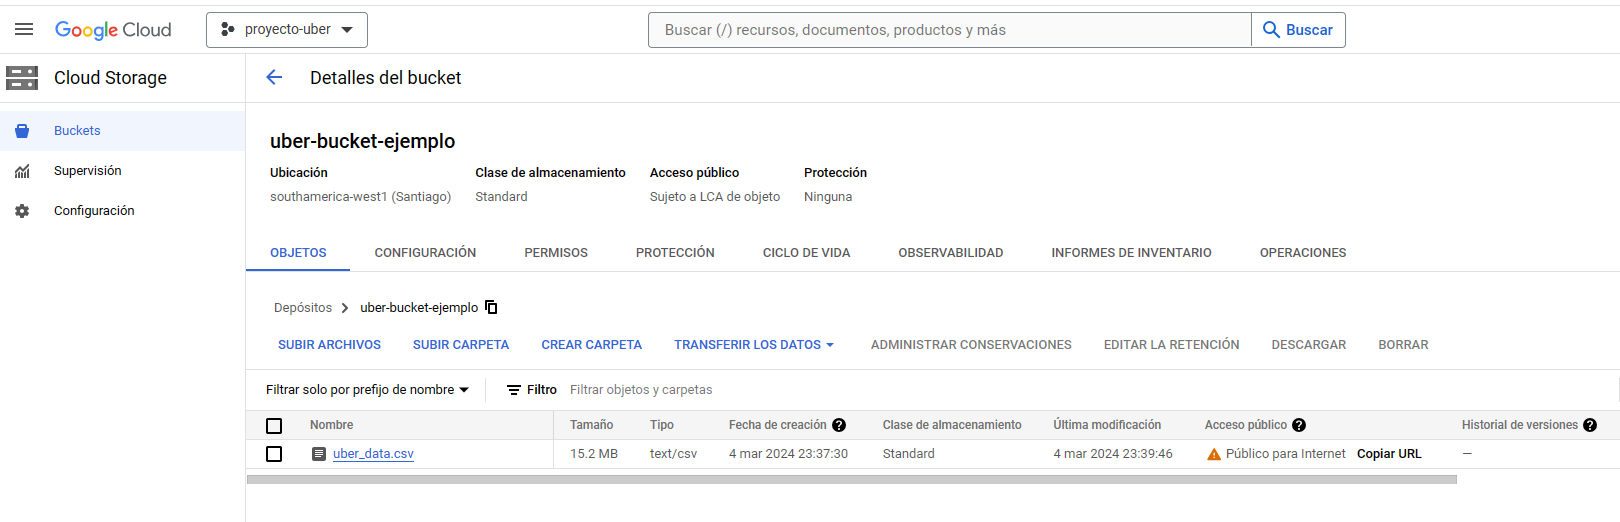 Google Cloud proyecto-uber Buscar (/) recursos, documentos, productos y más Buscar
Cloud Storage Detalles del bucket
Buckets
Supervisión
Configuración
uber-bucket-ejemplo
Ubicación Clase de almacenamiento Acceso público Protección
southamerica-west1 (Santiago) Standard Sujeto a LCA de objeto Ninguna
OBJETOS CONFIGURACIÓN PERMISOS PROTECCIÓN CICLO DE VIDA OBSERVABILIDAD INFORMES DE INVENTARIO OPERACIONES
Depósitos > uber-bucket-ejemplo
SUBIR ARCHIVOS SUBIR CARPETA CREAR CARPETA TRANSFERIR LOS DATOS ADMINISTRAR CONSERVACIONES EDITAR LA RETENCIÓN DESCARGAR BORRAR
Filtrar solo por prefijo de nombre Filtro Filtrar objetos y carpetas
Nombre Tamaño Tipo Fecha de creación ? Clase de almacenamiento Última modificación Acceso público ? Historial de versiones ?
uber_data.csv 15.2 MB text/csv 4 mar 2024 23:37:30 Standard 4 mar 2024 23:39:46 Público para Internet Copiar URL —